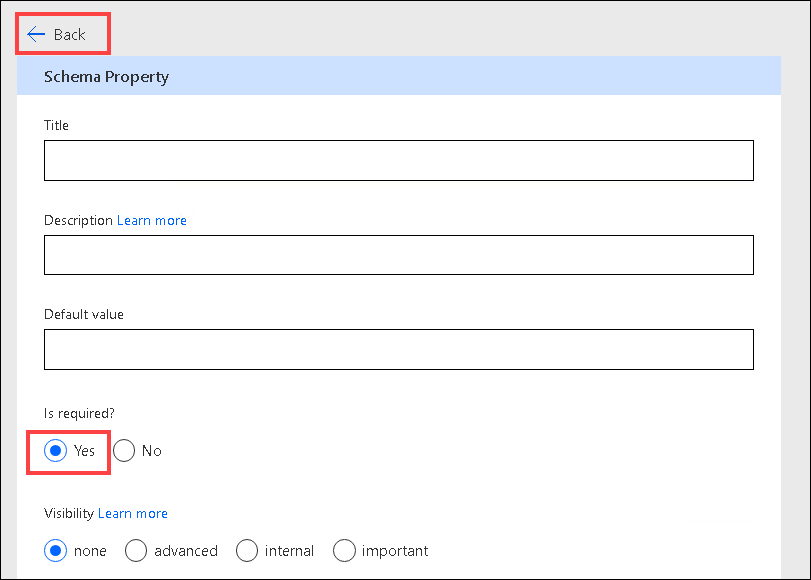 Back
Schema Property
Title
Description Learn more
Default value
Is required?
Yes No
Visibility Learn more
none advanced internal important